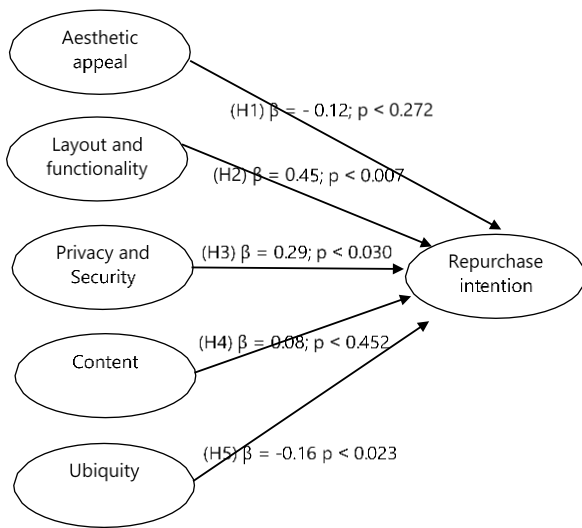 Aesthetic
appeal
(H1) β = - 0.12; p < 0.272
Layout and
functionality
(H2) β = 0.45; p < 0.007
Privacy and
Security
(H3) β = 0.29; p < 0.030
Repurchase
intention
(H4) β = 0.08; p < 0.452
Content
(H5) β = -0.16 p < 0.023
Ubiquity